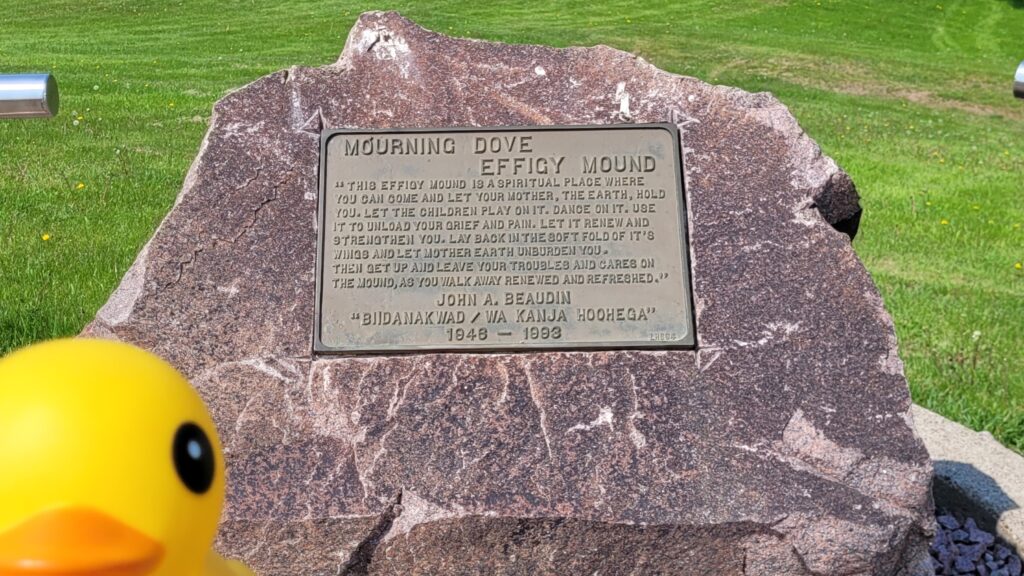 MOURNING DOVE
EFFIGY MOUND
"THIS EFFIGY MOUND IS A SPIRITUAL PLACE WHERE
YOU CAN COME AND LET YOUR MOTHER, THE EARTH, HOLD
YOU. LET THE CHILDREN PLAY ON IT. DANCE ON IT. USE
IT TO UNLOAD YOUR GRIEF AND PAIN. LET IT RENEW AND
STRENGTHEN YOU. LAY BACK IN THE SOFT FOLD OF IT'S
WINGS AND LET MOTHER EARTH UNBURDEN YOU.
THEN GET UP AND LEAVE YOUR TROUBLES AND CARES ON
THE MOUND, AS YOU WALK AWAY RENEWED AND REFRESHED."
JOHN A. BEAUDIN
"BIIDANAKWAD / WA KANJA HOOHEGA"
1946 – 1993